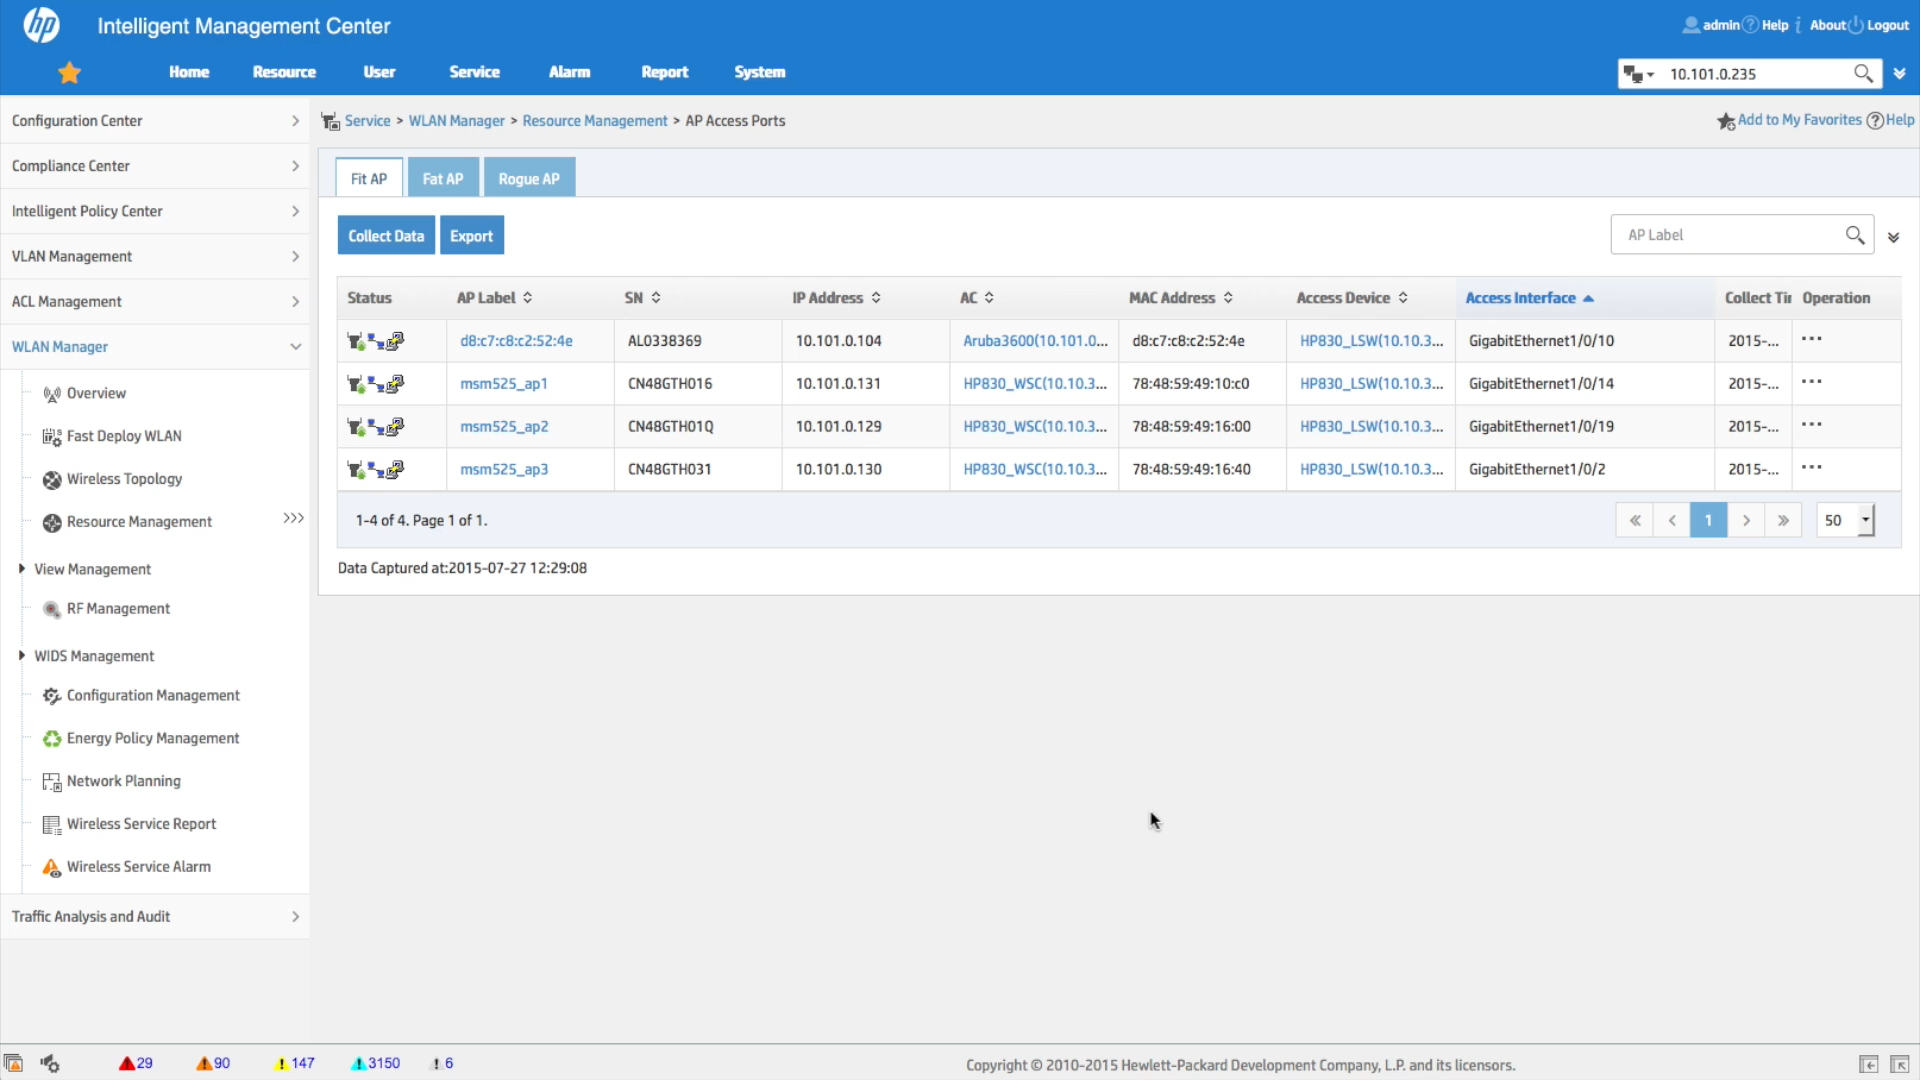 hp Intelligent Management Center
admin Help About Logout
Home Resource User Service Alarm Report System
10.101.0.235
Configuration Center
Compliance Center
Intelligent Policy Center
VLAN Management
ACL Management
WLAN Manager
Overview
Fast Deploy WLAN
Wireless Topology
Resource Management >>>
View Management
RF Management
WIDS Management
Configuration Management
Energy Policy Management
Network Planning
Wireless Service Report
Wireless Service Alarm
Traffic Analysis and Audit
Service > WLAN Manager > Resource Management > AP Access Ports
Add to My Favorites Help
Fit AP Fat AP Rogue AP
Collect Data Export
AP Label
Status AP Label SN IP Address AC MAC Address Access Device Access Interface Collect Tir Operation
d8:c7:c8:c2:52:4e AL0338369 10.101.0.104 Aruba3600(10.101.0... d8:c7:c8:c2:52:4e HP830_LSW(10.10.3... GigabitEthernet1/0/10 2015-... ...
msm525_ap1 CN48GTH016 10.101.0.131 HP830_WSC(10.10.3... 78:48:59:49:10:c0 HP830_LSW(10.10.3... GigabitEthernet1/0/14 2015-... ...
msm525_ap2 CN48GTH01Q 10.101.0.129 HP830_WSC(10.10.3... 78:48:59:49:16:00 HP830_LSW(10.10.3... GigabitEthernet1/0/19 2015-... ...
msm525_ap3 CN48GTH031 10.101.0.130 HP830_WSC(10.10.3... 78:48:59:49:16:40 HP830_LSW(10.10.3... GigabitEthernet1/0/2 2015-... ...
1-4 of 4. Page 1 of 1.
« < 1 > » 50
Data Captured at:2015-07-27 12:29:08
29 90 147 3150 6
Copyright © 2010-2015 Hewlett-Packard Development Company, L.P. and its licensors.